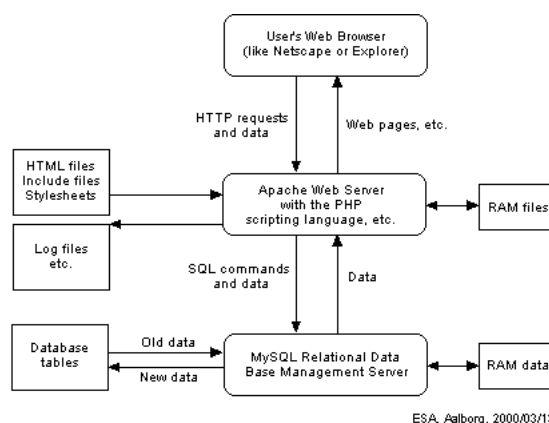 User's Web Browser
(like Netscape or Explorer)
HTTP requests
and data
Web pages, etc.
HTML files
Include files
Stylesheets
Apache Web Server
with the PHP
scripting language, etc.
RAM files
Log files
etc.
SQL commands
and data
Data
Database
tables
Old data
New data
MySQL Relational Data
Base Management Server
RAM data
ESA, Aalborg, 2000/03/13